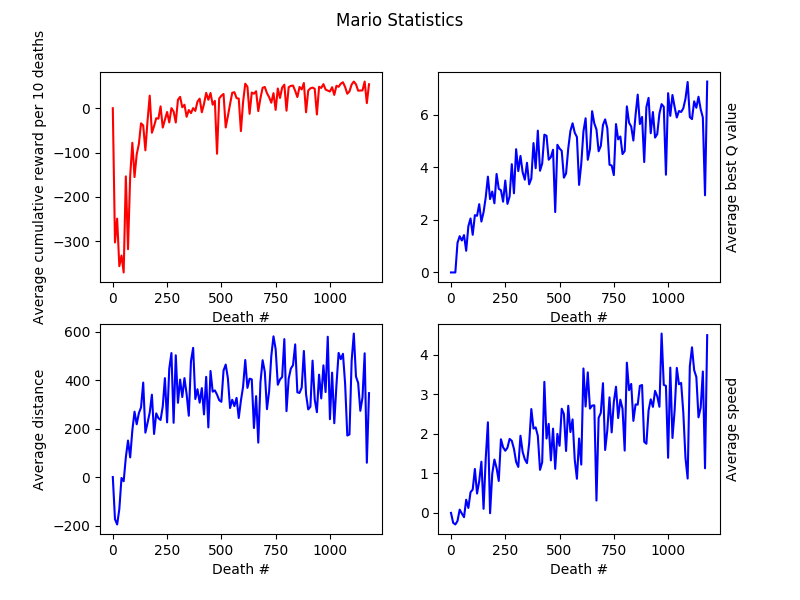 Mario Statistics
Average cumulative reward per 10 deaths
0
−100
−200
−300
0 250 500 750 1000
Death #
Average best Q value
6
4
2
0
0 250 500 750 1000
Death #
Average distance
600
400
200
0
−200
0 250 500 750 1000
Death #
Average speed
4
3
2
1
0
0 250 500 750 1000
Death #